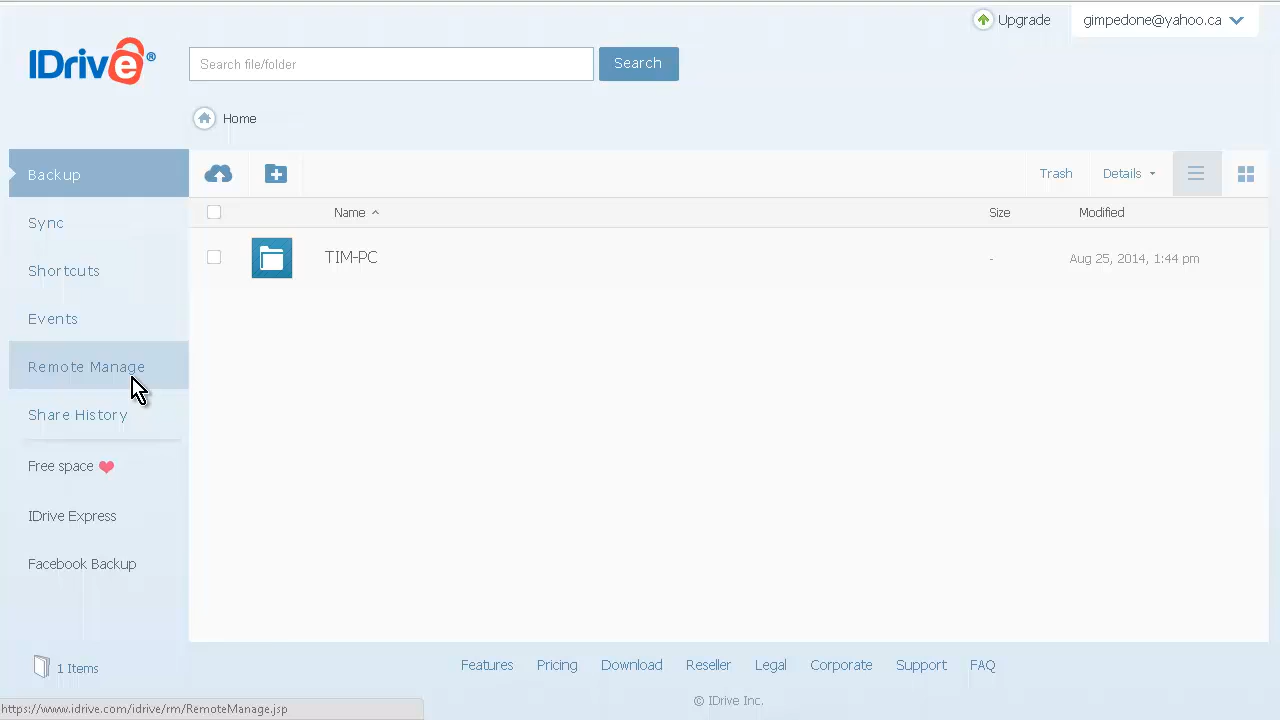 Upgrade
gimpedone@yahoo.ca
IDrive®
Search file/folder
Search
Home
Backup
Sync
Shortcuts
Events
Remote Manage
Share History
Free space
IDrive Express
Facebook Backup
1 Items
Trash
Details
Name
Size
Modified
TIM-PC
-
Aug 25, 2014, 1:44 pm
Features
Pricing
Download
Reseller
Legal
Corporate
Support
FAQ
© IDrive Inc.
https://www.idrive.com/idrive/rm/RemoteManage.jsp